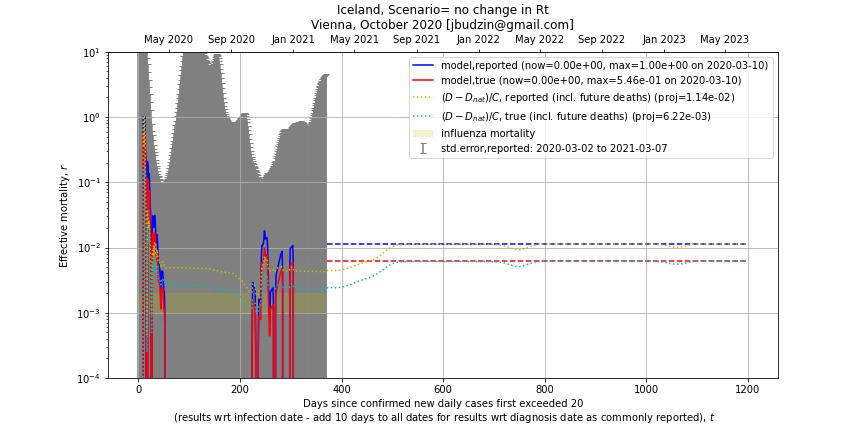 Iceland, Scenario= no change in Rt
Vienna, October 2020 [jbudzin@gmail.com]
May 2020 Sep 2020 Jan 2021 May 2021 Sep 2021 Jan 2022 May 2022 Sep 2022 Jan 2023 May 2023
model,reported (now=0.00e+00, max=1.00e+00 on 2020-03-10)
model,true (now=0.00e+00, max=5.46e-01 on 2020-03-10)
(D − D_nat)/C, reported (incl. future deaths) (proj=1.14e-02)
(D − D_nat)/C, true (incl. future deaths) (proj=6.22e-03)
influenza mortality
std.error,reported: 2020-03-02 to 2021-03-07
Effective mortality, r
10^1
10^0
10^−1
10^−2
10^−3
10^−4
0 200 400 600 800 1000 1200
Days since confirmed new daily cases first exceeded 20
(results wrt infection date - add 10 days to all dates for results wrt diagnosis date as commonly reported), t